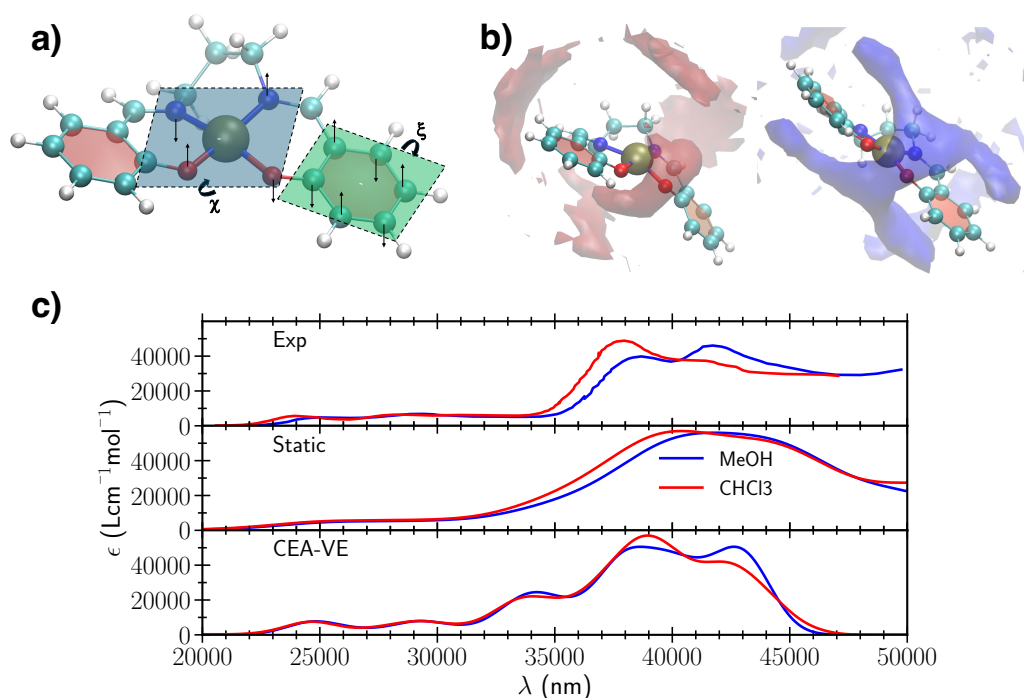 a)
ξ
χ
b)
c)
Exp
40000
20000
0
Static
MeOH
CHCl3
40000
20000
0
CEA-VE
40000
20000
0
ϵ (Lcm⁻¹mol⁻¹)
20000 25000 30000 35000 40000 45000 50000
λ (nm)